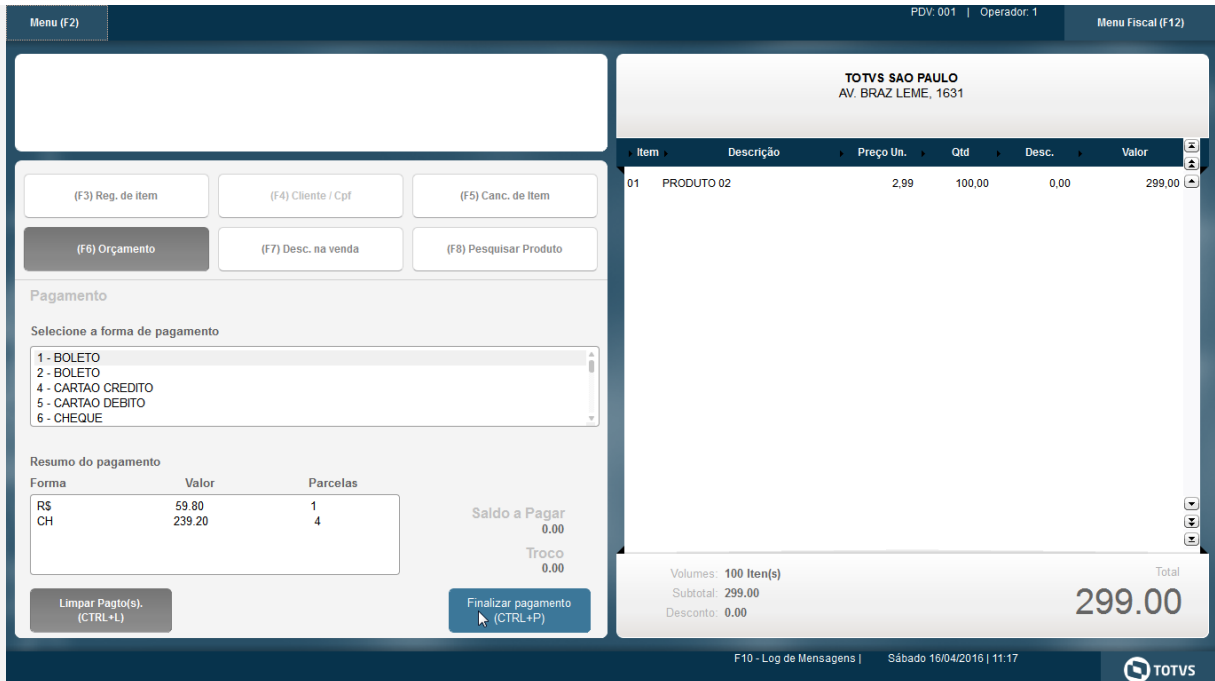 Menu (F2)
PDV: 001 | Operador: 1
Menu Fiscal (F12)
(F3) Reg. de item
(F4) Cliente / Cpf
(F5) Canc. de Item
(F6) Orçamento
(F7) Desc. na venda
(F8) Pesquisar Produto
Pagamento
Selecione a forma de pagamento
1 - BOLETO
2 - BOLETO
4 - CARTAO CREDITO
5 - CARTAO DEBITO
6 - CHEQUE
Resumo do pagamento
Forma Valor Parcelas
R$ 59.80 1
CH 239.20 4
Saldo a Pagar
0.00
Troco
0.00
Limpar Pagto(s).
(CTRL+L)
Finalizar pagamento
(CTRL+P)
TOTVS SAO PAULO
AV. BRAZ LEME, 1631
Item Descrição Preço Un. Qtd Desc. Valor
01 PRODUTO 02 2,99 100,00 0,00 299,00
Volumes: 100 Iten(s)
Subtotal: 299.00
Desconto: 0.00
Total
299.00
F10 - Log de Mensagens | Sábado 16/04/2016 | 11:17
TOTVS